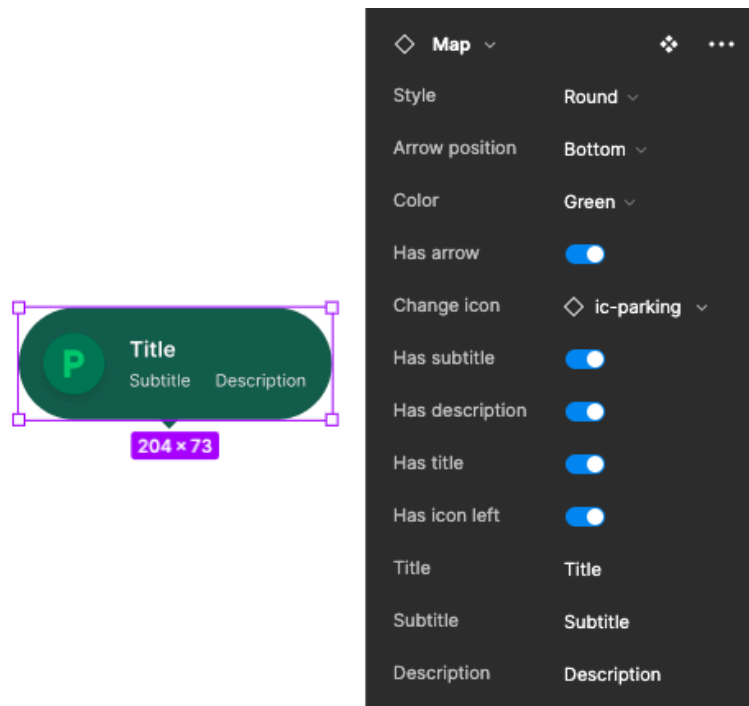 P
Title
Subtitle Description
204 × 73
Map
Style Round
Arrow position Bottom
Color Green
Has arrow
Change icon ic-parking
Has subtitle
Has description
Has title
Has icon left
Title Title
Subtitle Subtitle
Description Description